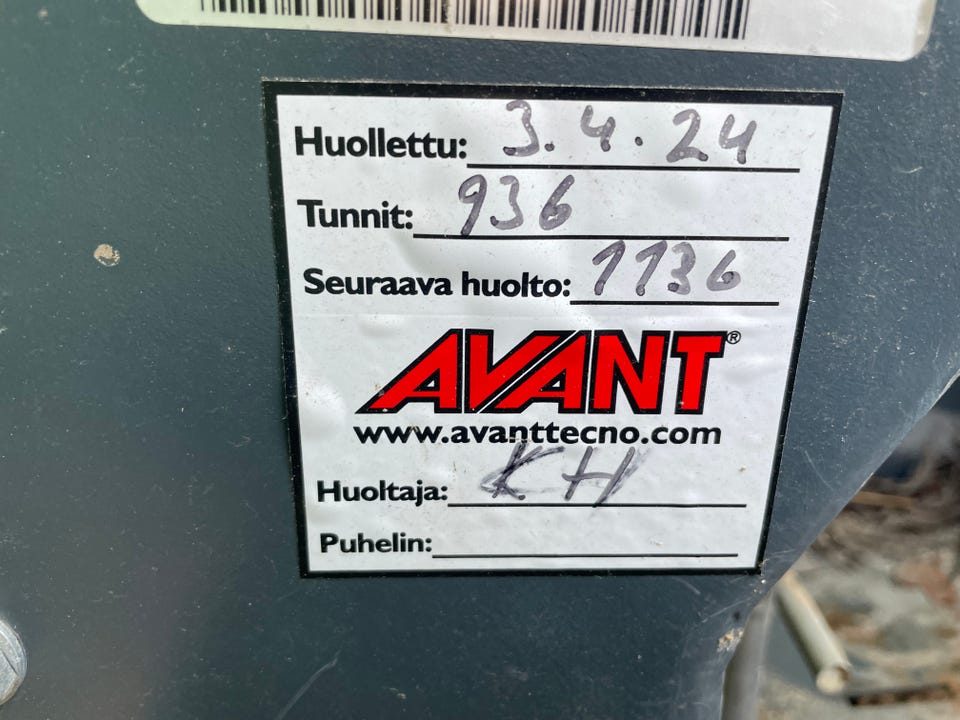 Huollettu: 3.4.24
Tunnit: 936
Seuraava huolto: 1136
AVANT®
www.avanttecno.com
Huoltaja: KH
Puhelin: